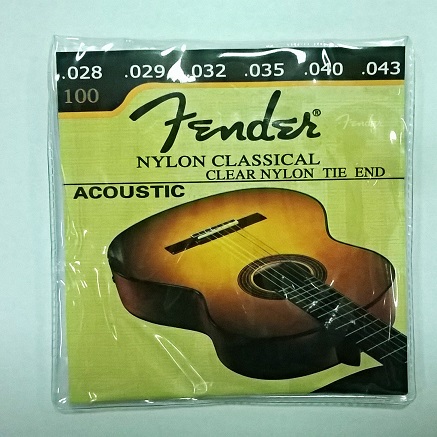 .028 .029 .032 .035 .040 .043
100
Fender®
NYLON CLASSICAL
CLEAR NYLON TIE END
ACOUSTIC
Fender